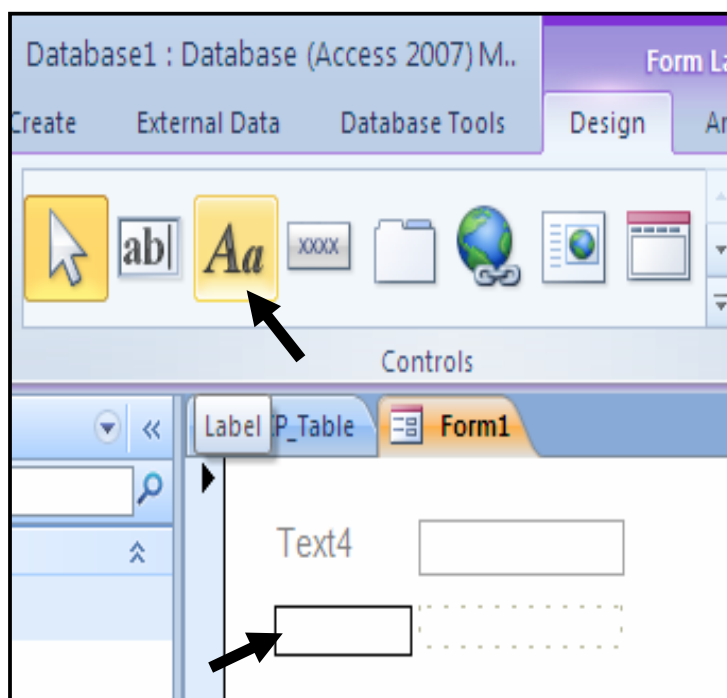 Database1 : Database (Access 2007) M..
Form La
Create External Data Database Tools Design Ar
ab Aa XXXX
Controls
Label P_Table Form1
Text4